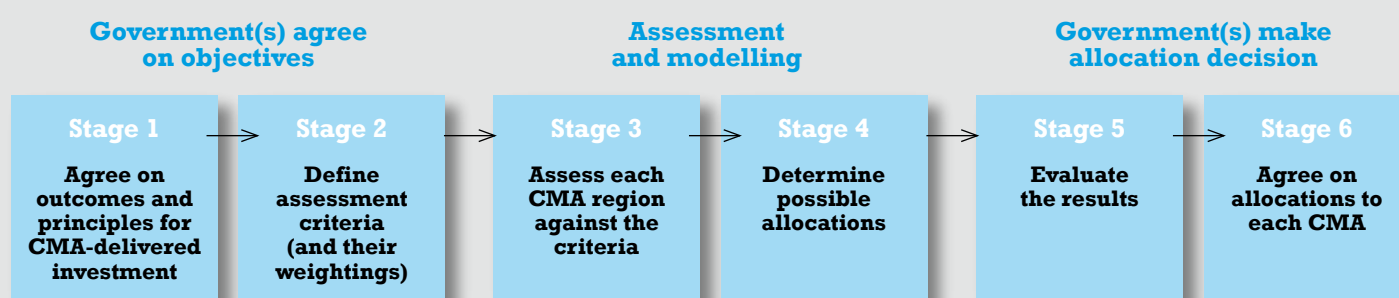 Government(s) agree
on objectives
Assessment
and modelling
Government(s) make
allocation decision
Stage 1
Agree on
outcomes and
principles for
CMA-delivered
investment
Stage 2
Define
assessment
criteria
(and their
weightings)
Stage 3
Assess each
CMA region
against the
criteria
Stage 4
Determine
possible
allocations
Stage 5
Evaluate
the results
Stage 6
Agree on
allocations to
each CMA